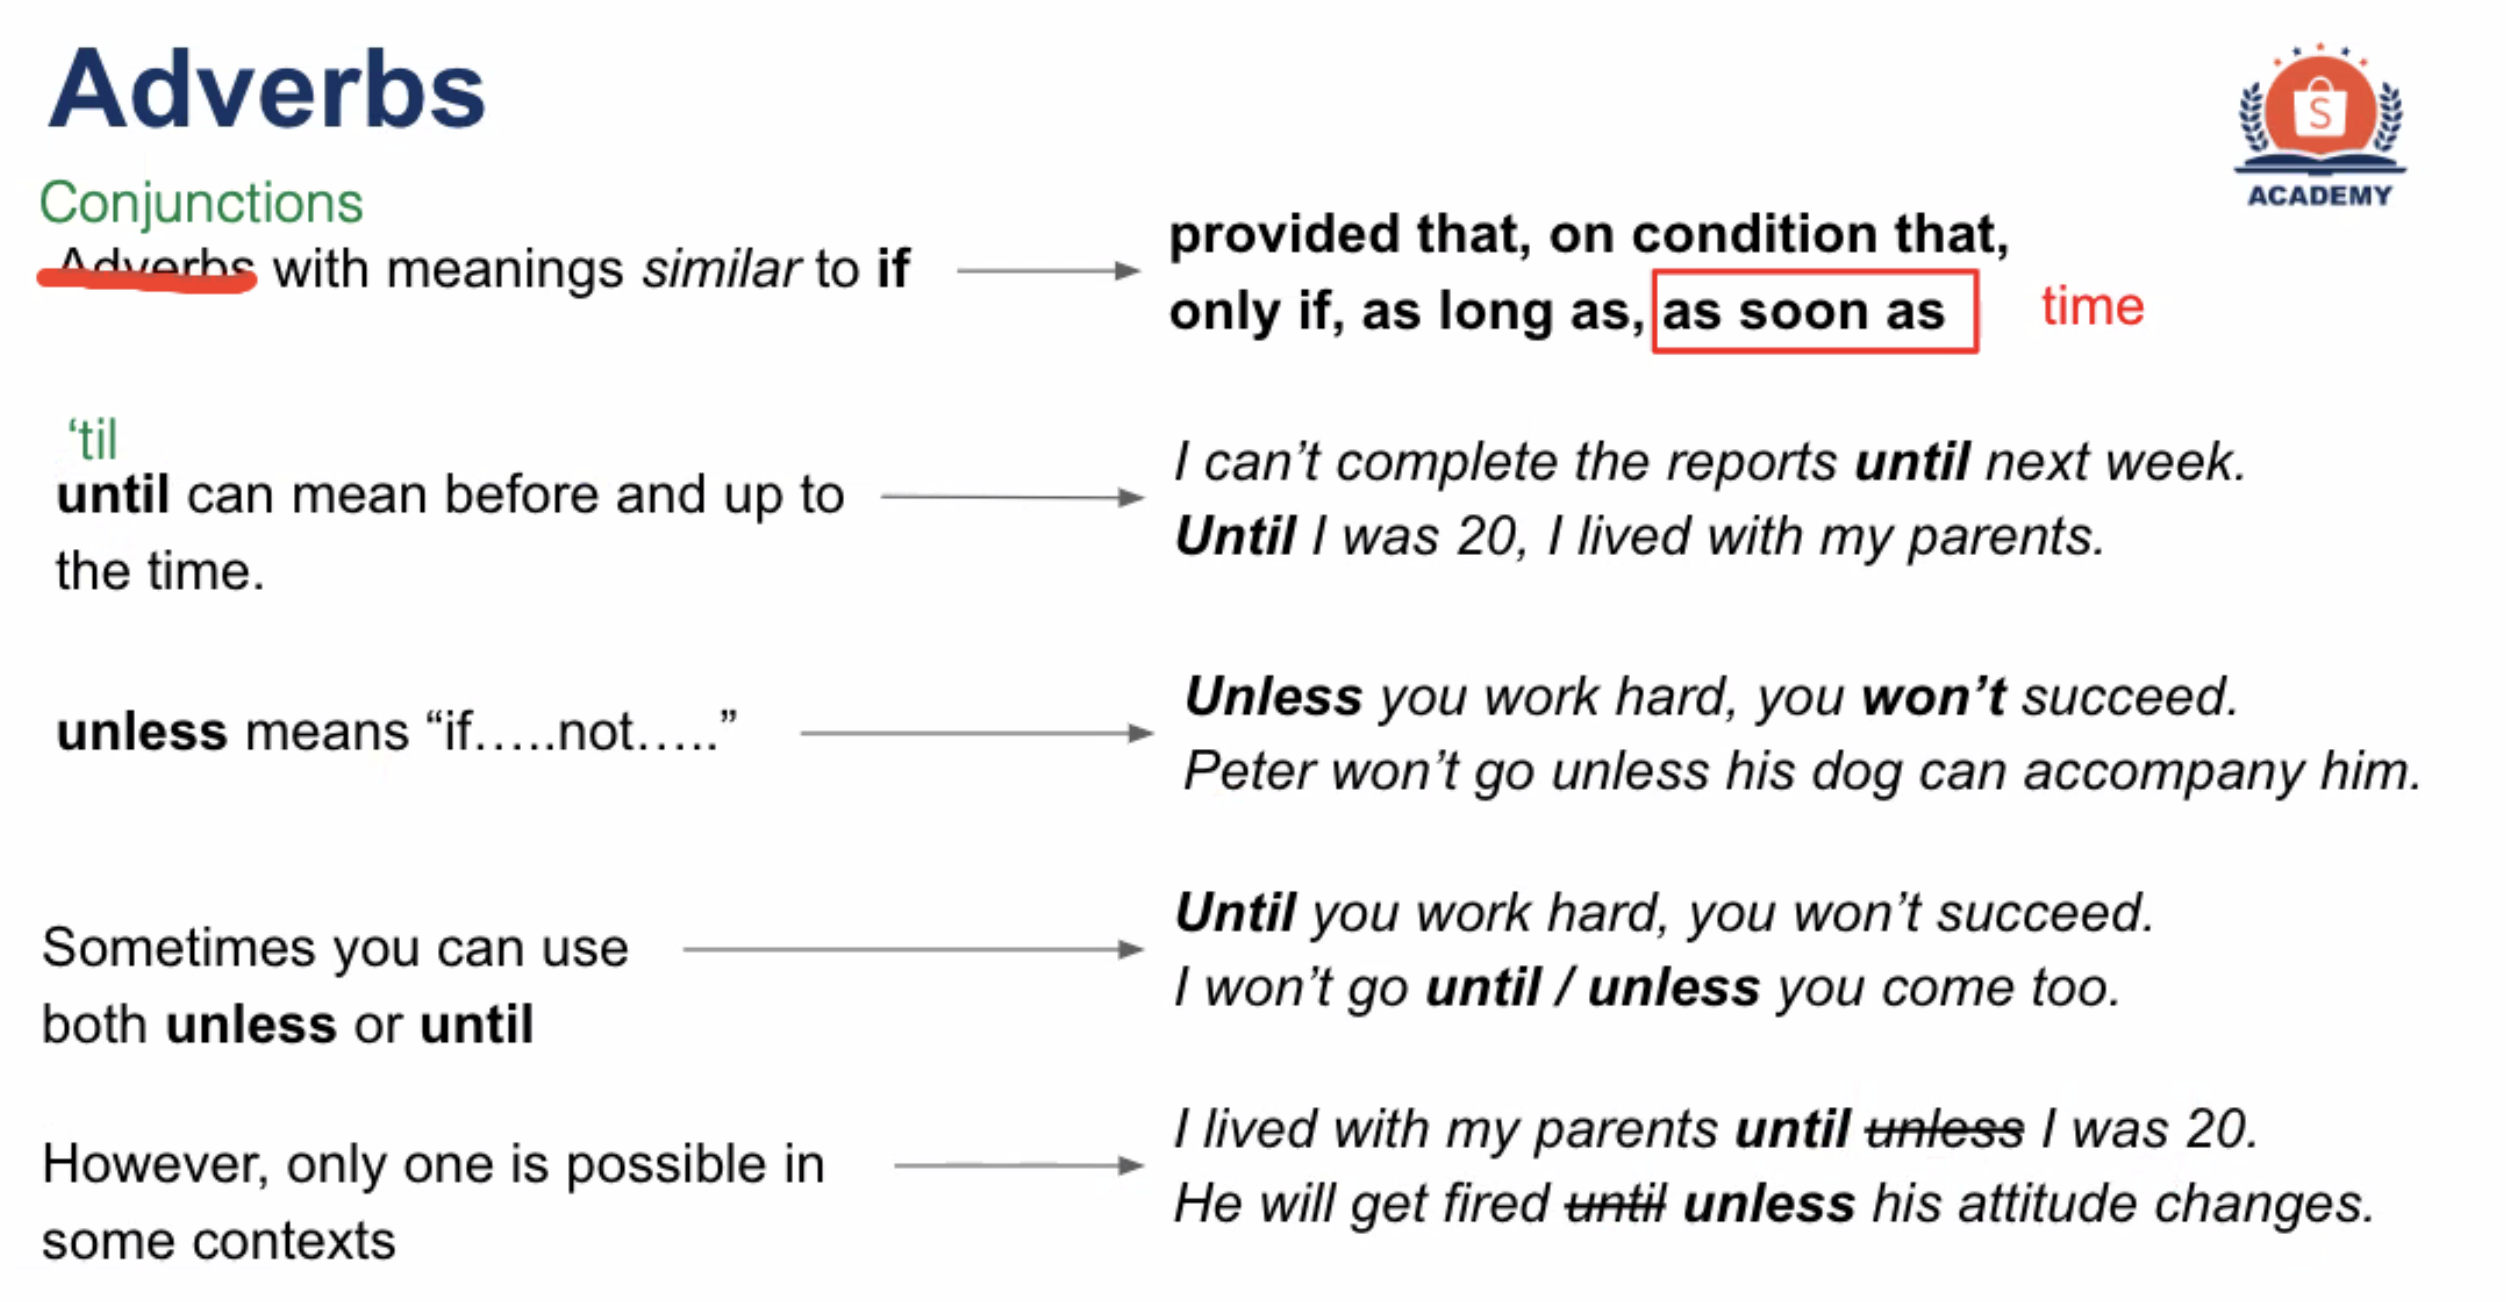 Adverbs
S
ACADEMY
Conjunctions
Adverbs with meanings similar to if
provided that, on condition that,
only if, as long as, as soon as
time
‘til
until can mean before and up to
the time.
I can’t complete the reports until next week.
Until I was 20, I lived with my parents.
unless means “if…..not…..”
Unless you work hard, you won’t succeed.
Peter won’t go unless his dog can accompany him.
Sometimes you can use
both unless or until
Until you work hard, you won’t succeed.
I won’t go until / unless you come too.
However, only one is possible in
some contexts
I lived with my parents until unless I was 20.
He will get fired until unless his attitude changes.